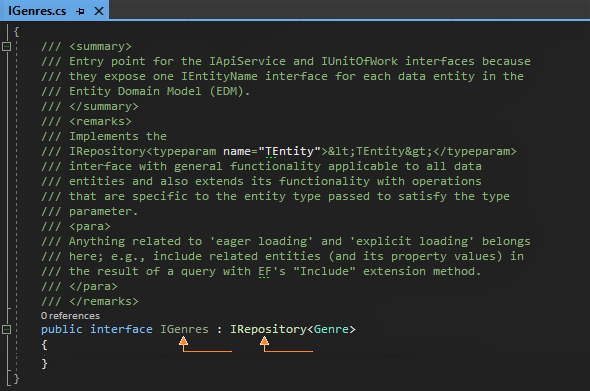 IGenres.cs
{
/// <summary>
/// Entry point for the IApiService and IUnitOfWork interfaces because
/// they expose one IEntityName interface for each data entity in the
/// Entity Domain Model (EDM).
/// </summary>
/// <remarks>
/// Implements the
/// IRepository<typeparam name="TEntity">&lt;TEntity&gt;</typeparam>
/// interface with general functionality applicable to all data
/// entities and also extends its functionality with operations
/// that are specific to the entity type passed to satisfy the type
/// parameter.
/// <para>
/// Anything related to 'eager loading' and 'explicit loading' belongs
/// here; e.g., include related entities (and its property values) in
/// the result of a query with EF's "Include" extension method.
/// </para>
/// </remarks>
0 references
public interface IGenres : IRepository<Genre>
{
}
}